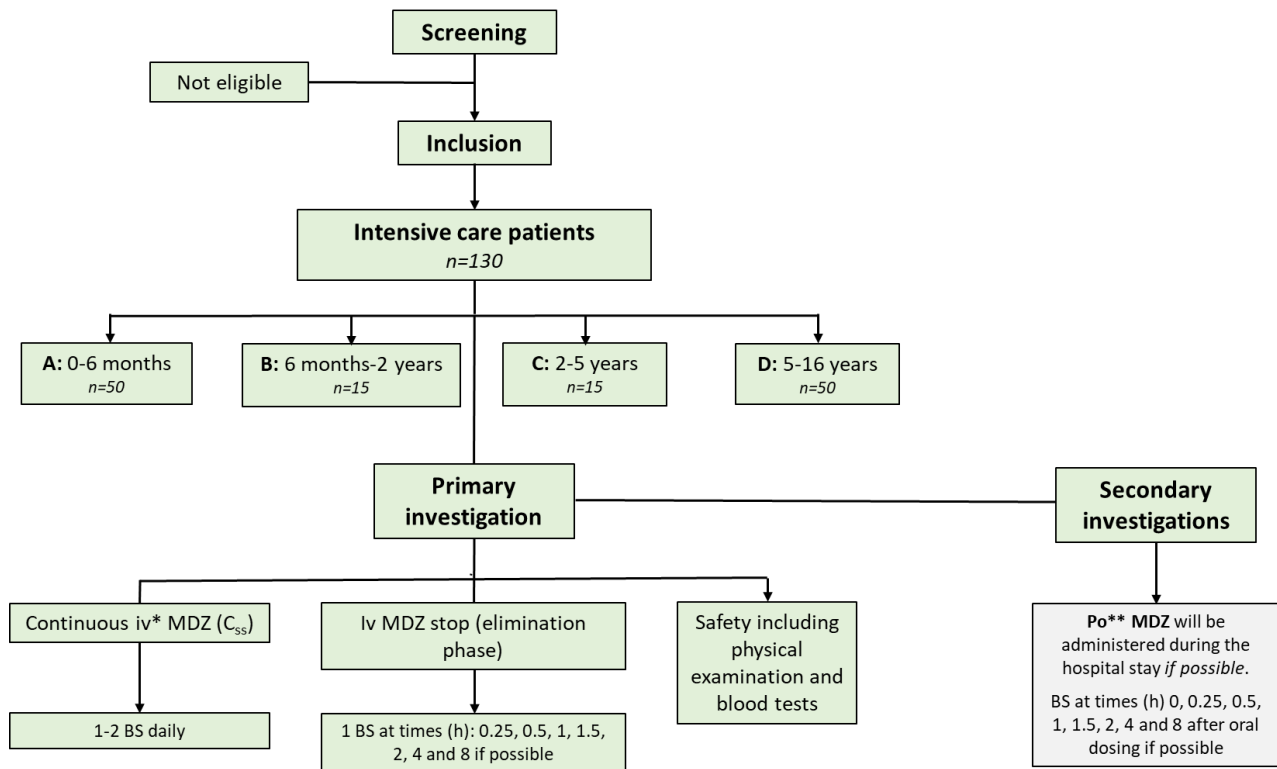 Screening
Not eligible
Inclusion
Intensive care patients
n=130
A: 0-6 months
n=50
B: 6 months-2 years
n=15
C: 2-5 years
n=15
D: 5-16 years
n=50
Primary
investigation
Secondary
investigations
Continuous iv* MDZ (Css)
Iv MDZ stop (elimination
phase)
Safety including
physical
examination and
blood tests
Po** MDZ will be
administered during the
hospital stay if possible.
BS at times (h) 0, 0.25, 0.5,
1, 1.5, 2, 4 and 8 after oral
dosing if possible
1-2 BS daily
1 BS at times (h): 0.25, 0.5, 1, 1.5,
2, 4 and 8 if possible